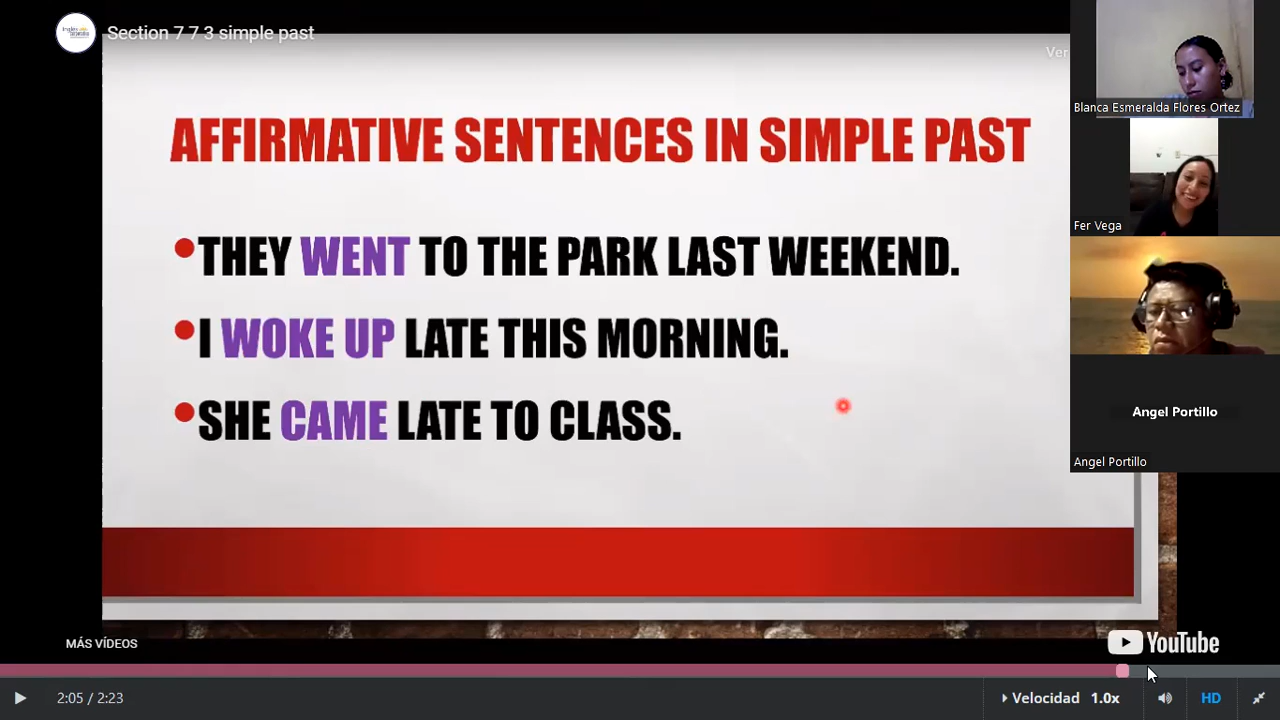 Section 7 7 3 simple past
Ver
AFFIRMATIVE SENTENCES IN SIMPLE PAST
•THEY WENT TO THE PARK LAST WEEKEND.
•I WOKE UP LATE THIS MORNING.
•SHE CAME LATE TO CLASS.
Blanca Esmeralda Flores Ortez
Fer Vega
Angel Portillo
Angel Portillo
MÁS VÍDEOS
YouTube
2:05 / 2:23
Velocidad 1.0x
HD